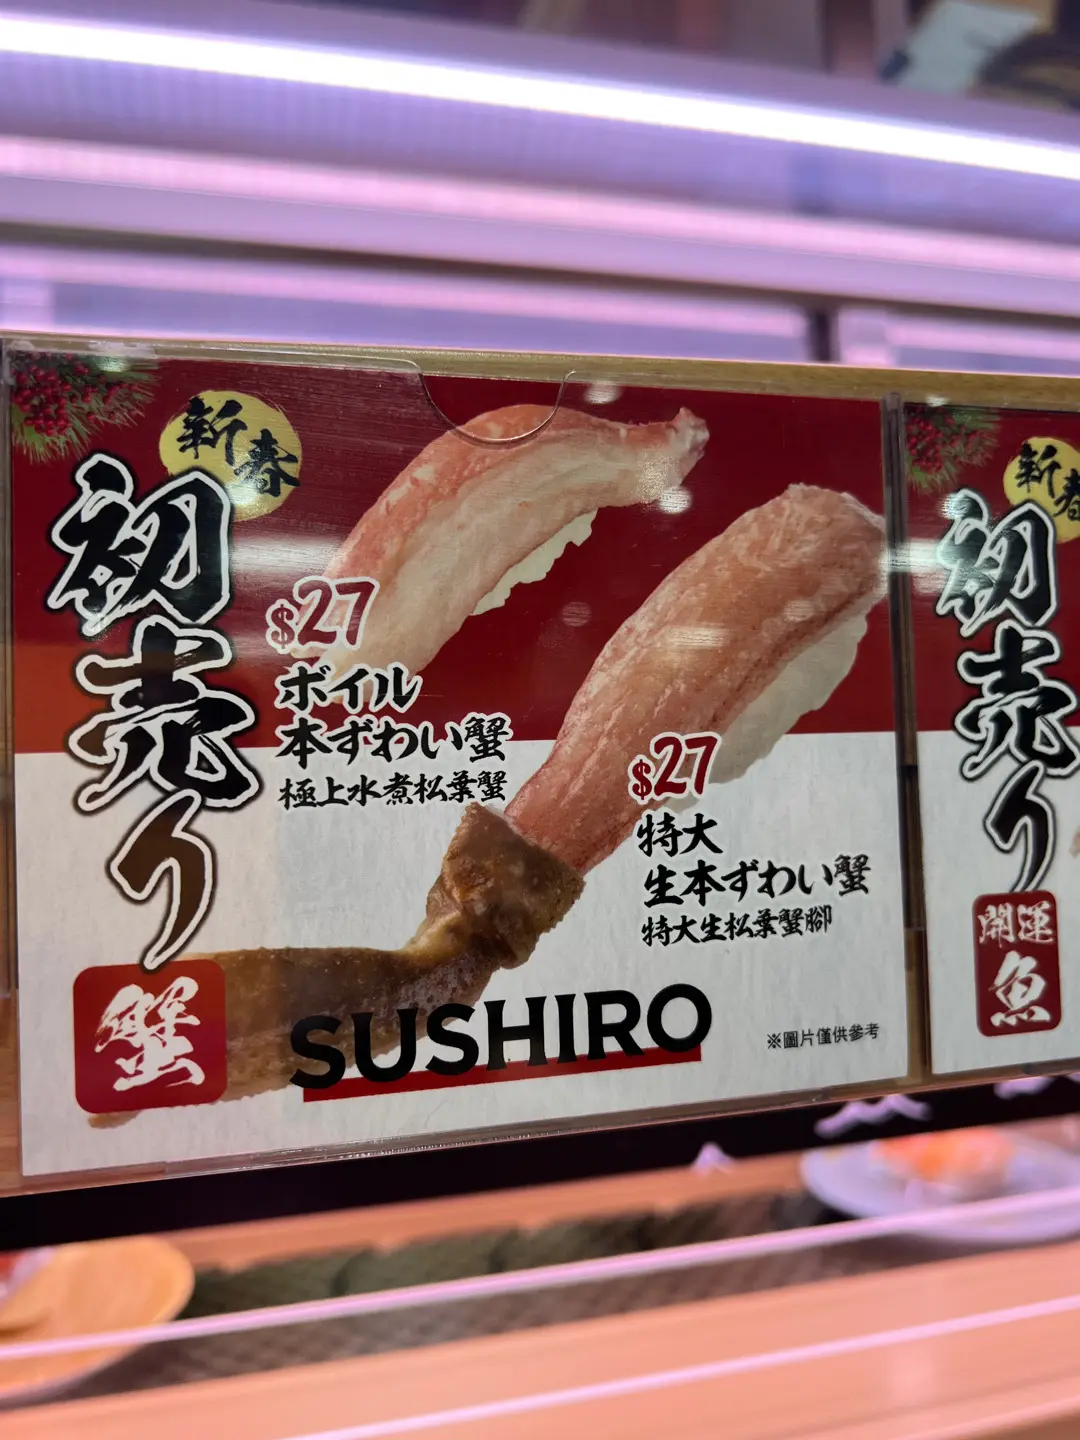 新春
初売り
蟹
$27
ボイル
本ずわい蟹
極上水煮松葉蟹
$27
特大
生本ずわい蟹
特大生松葉蟹腳
SUSHIRO
※圖片僅供參考
新春
初売り
開運
魚